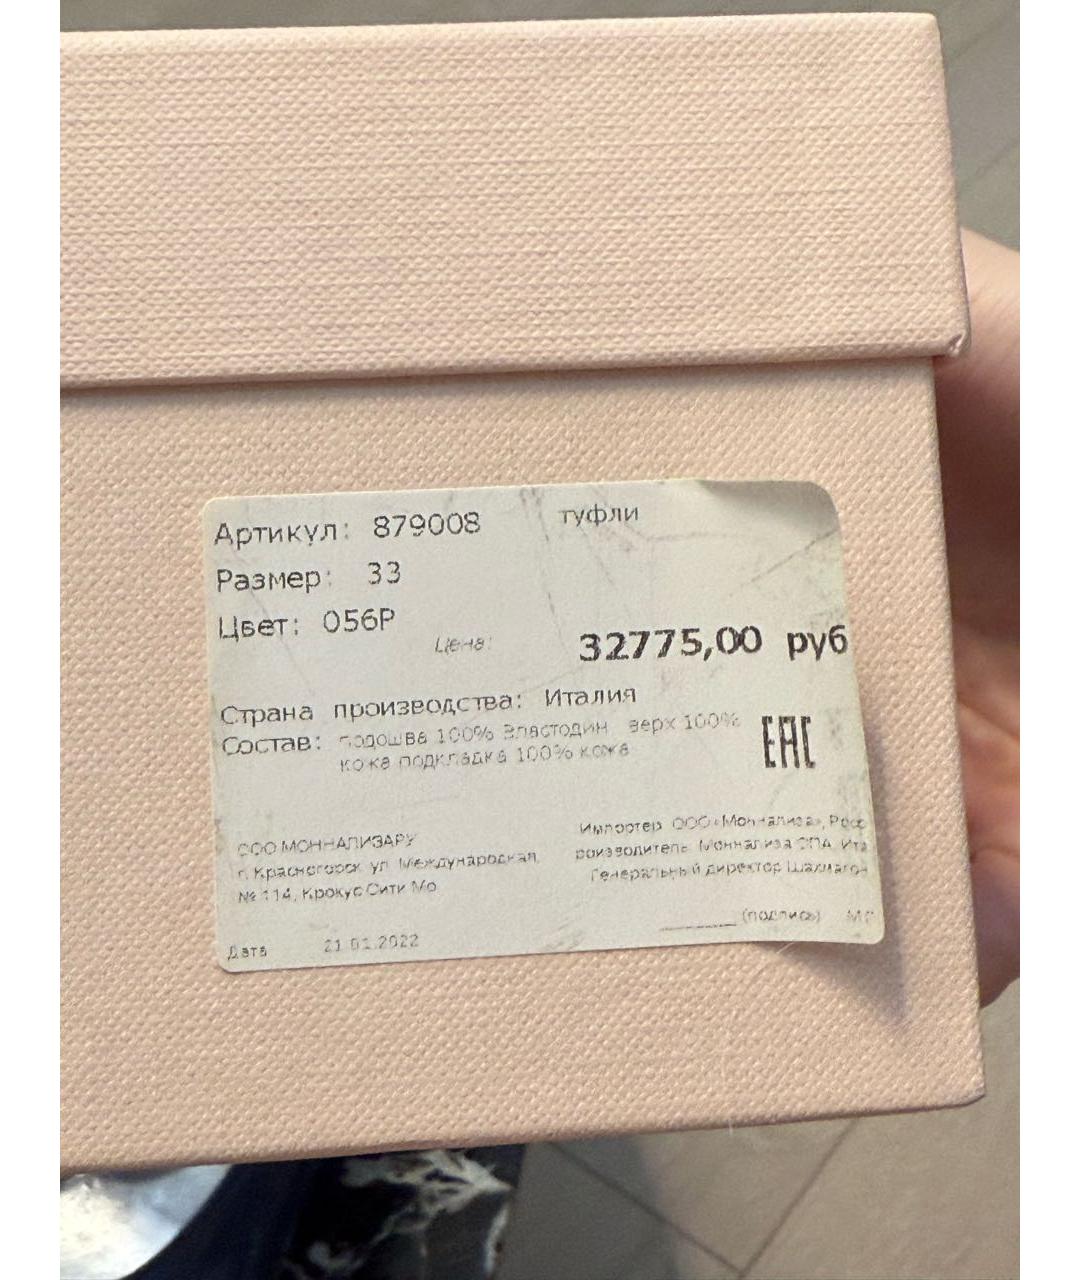 Артикул: 879008 туфли
Размер: 33
Цвет: 056P
Цена: 32775,00 руб
Страна производства: Италия
Состав: подошва 100% Эластодин верх 100%
кожа подкладка 100% кожа
EAC
ООО МОННАЛИЗАРУ
г. Красногорск ул Международная,
№ 114, Крокус Сити Мо
Импортер ООО «Моннализа», Росс
роизводитель Моннализа СПА, Ита
Генеральный директор
(подпись)
Дата 21.01.2022